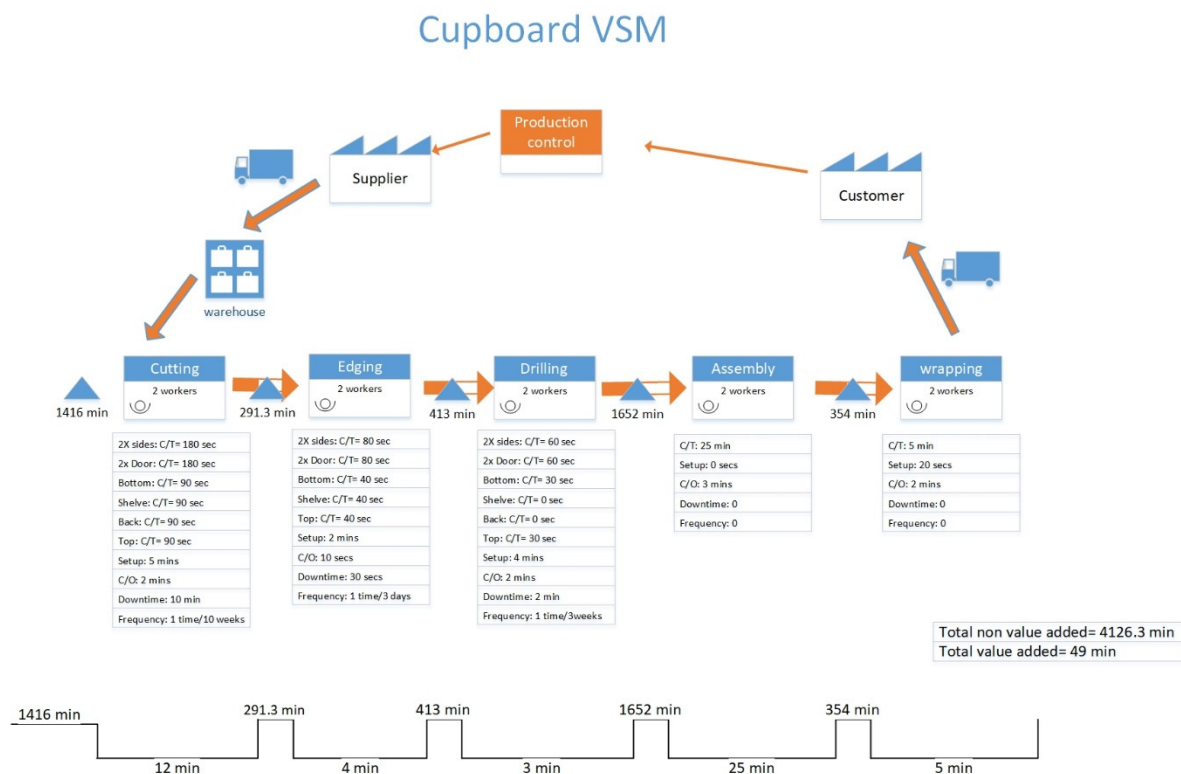 Cupboard VSM
Production
control
Supplier
Customer
warehouse
Cutting
2 workers
Edging
2 workers
Drilling
2 workers
Assembly
2 workers
wrapping
2 workers
1416 min
291.3 min
413 min
1652 min
354 min
2X sides: C/T= 180 sec
2x Door: C/T= 180 sec
Bottom: C/T= 90 sec
Shelve: C/T= 90 sec
Back: C/T= 90 sec
Top: C/T= 90 sec
Setup: 5 mins
C/O: 2 mins
Downtime: 10 min
Frequency: 1 time/10 weeks
2X sides: C/T= 80 sec
2x Door: C/T= 80 sec
Bottom: C/T= 40 sec
Shelve: C/T= 40 sec
Top: C/T= 40 sec
Setup: 2 mins
C/O: 10 secs
Downtime: 30 secs
Frequency: 1 time/3 days
2X sides: C/T= 60 sec
2x Door: C/T= 60 sec
Bottom: C/T= 30 sec
Shelve: C/T= 0 sec
Back: C/T= 0 sec
Top: C/T= 30 sec
Setup: 4 mins
C/O: 2 mins
Downtime: 2 min
Frequency: 1 time/3weeks
C/T: 25 min
Setup: 0 secs
C/O: 3 mins
Downtime: 0
Frequency: 0
C/T: 5 min
Setup: 20 secs
C/O: 2 mins
Downtime: 0
Frequency: 0
Total non value added= 4126.3 min
Total value added= 49 min
1416 min
291.3 min
413 min
1652 min
354 min
12 min
4 min
3 min
25 min
5 min